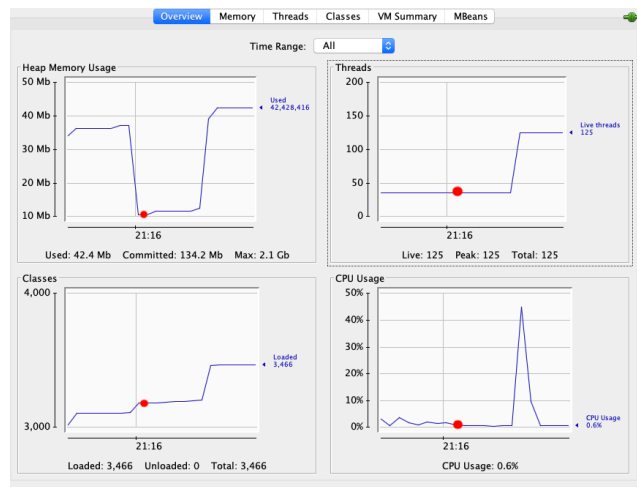 Overview Memory Threads Classes VM Summary MBeans
Time Range: All
Heap Memory Usage
50 Mb
40 Mb
30 Mb
20 Mb
10 Mb
Used
42,428,416
21:16
Used: 42.4 Mb Committed: 134.2 Mb Max: 2.1 Gb
Threads
200
150
100
50
0
Live threads
125
21:16
Live: 125 Peak: 125 Total: 125
Classes
4,000
3,000
Loaded
3,466
21:16
Loaded: 3,466 Unloaded: 0 Total: 3,466
CPU Usage
50%
40%
30%
20%
10%
0%
CPU Usage
0.6%
21:16
CPU Usage: 0.6%